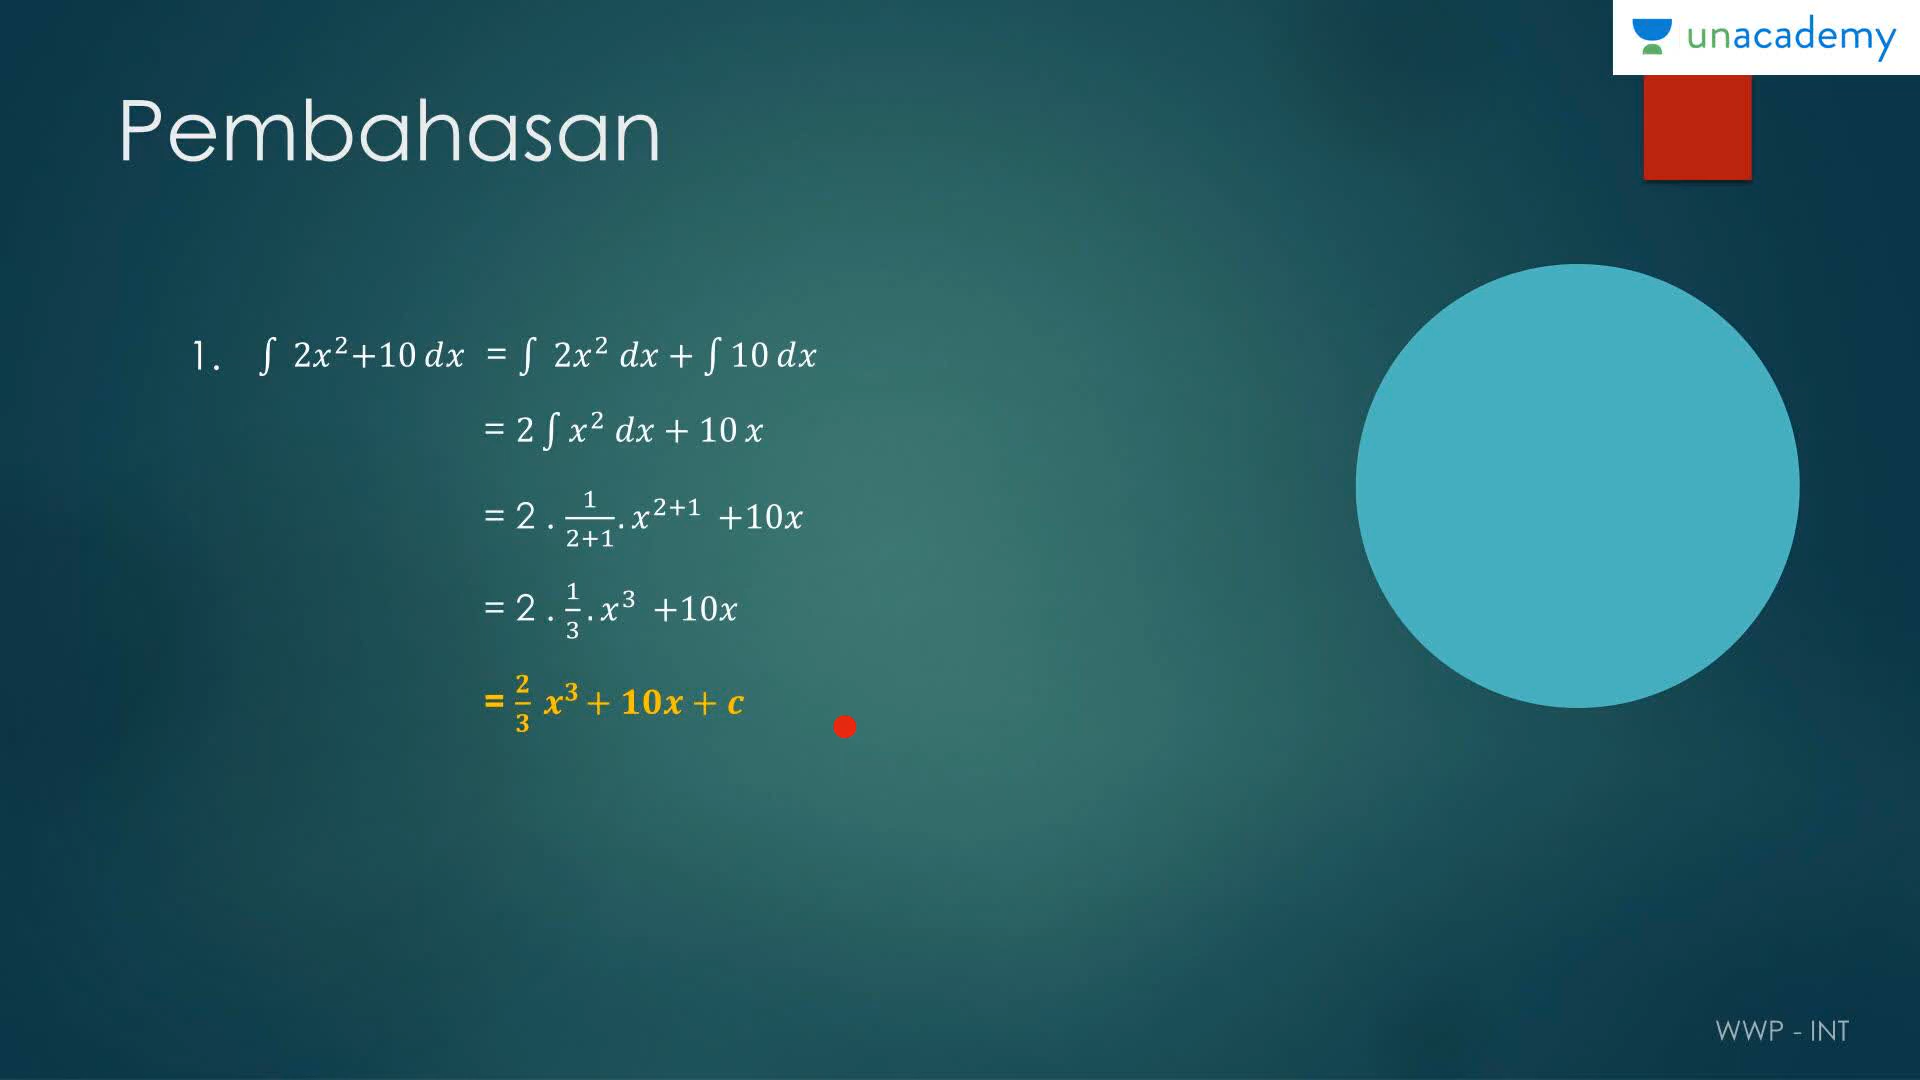 unacademy
Pembahasan
1. ∫ 2x²+10 dx = ∫ 2x² dx + ∫ 10 dx
= 2 ∫ x² dx + 10 x
= 2 . 1/(2+1) . x²⁺¹ +10x
= 2 . 1/3 . x³ +10x
= 2/3 x³ + 10x + c
WWP - INT